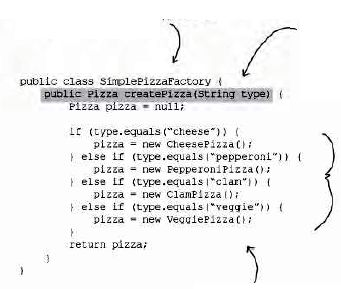 public class SimplePizzaFactory {
public Pizza createPizza(String type) {
Pizza pizza = null;
if (type.equals("cheese")) {
pizza = new CheesePizza();
} else if (type.equals("pepperoni")) {
pizza = new PepperoniPizza();
} else if (type.equals("clam")) {
pizza = new ClamPizza();
} else if (type.equals("veggie")) {
pizza = new VeggiePizza();
}
return pizza;
}
}